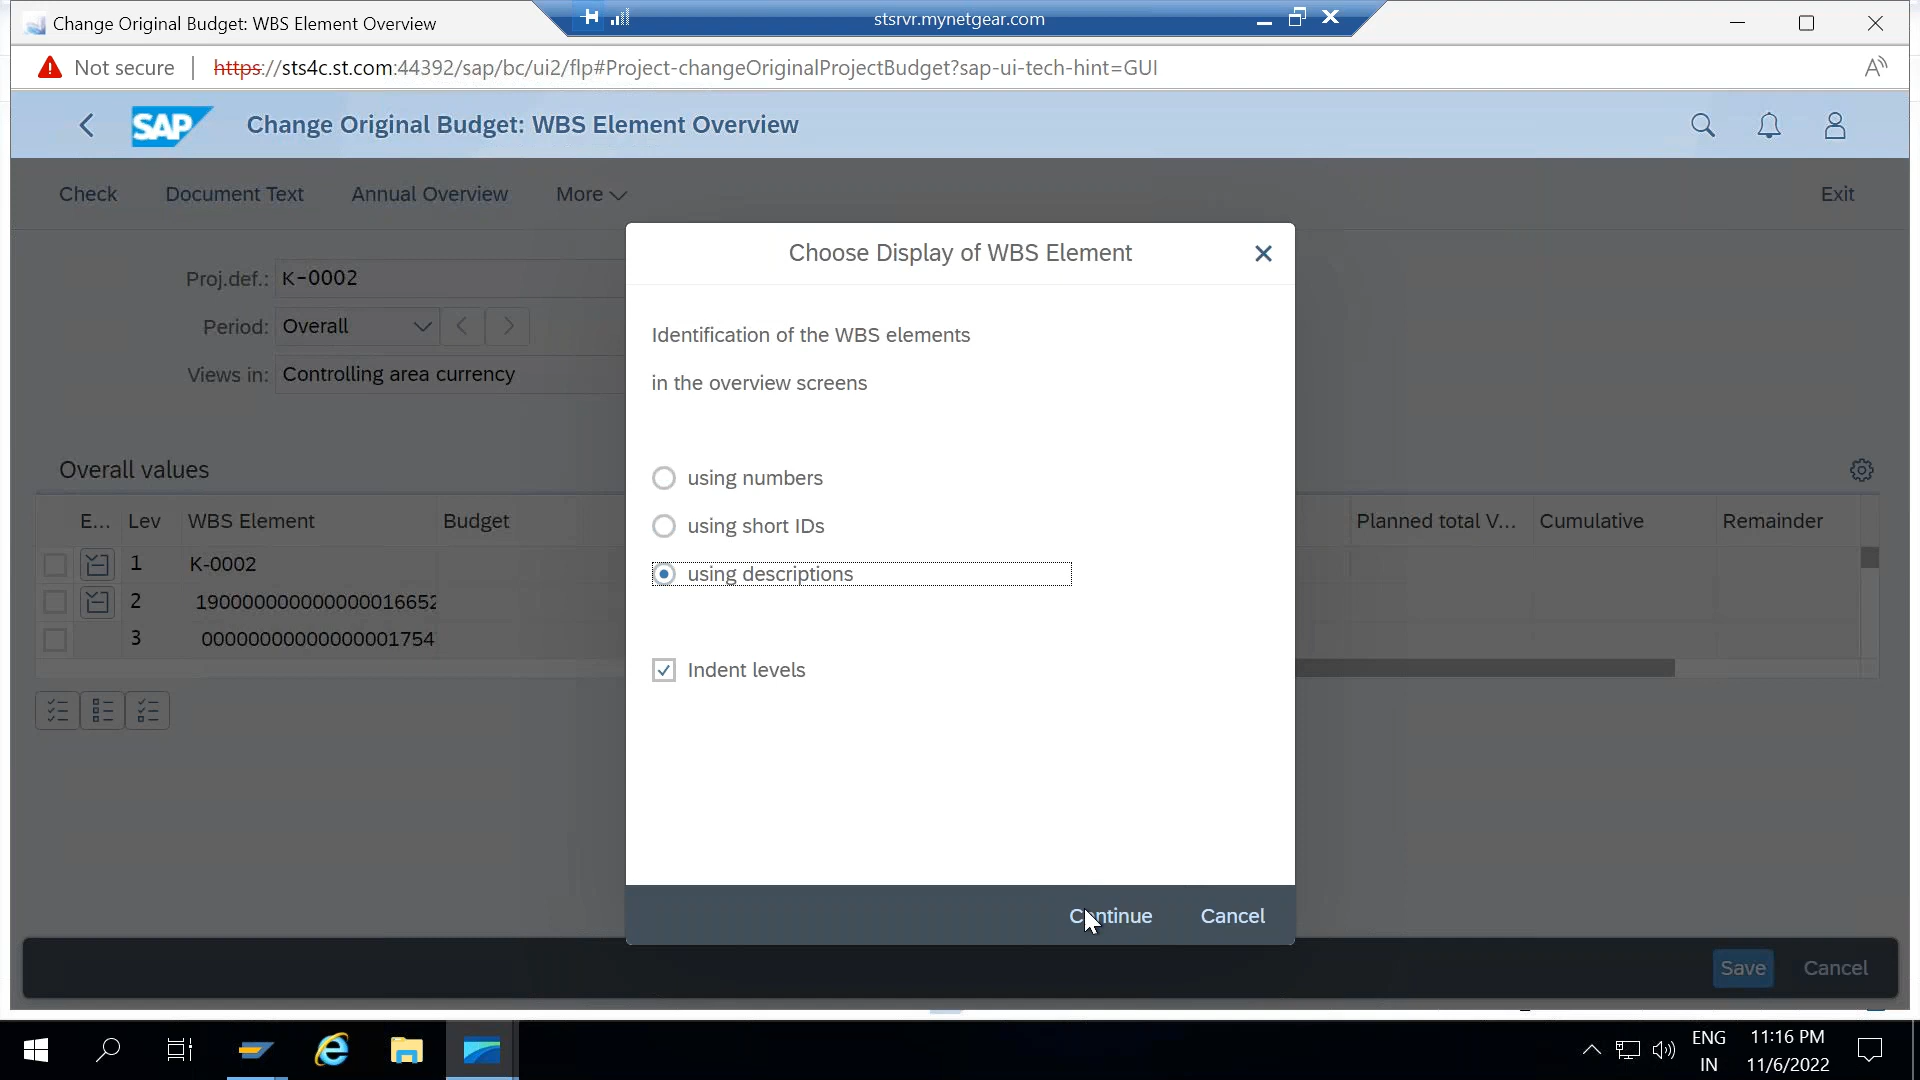 Change Original Budget: WBS Element Overview
stsrvr.mynetgear.com
Not secure
https://sts4c.st.com:44392/sap/bc/ui2/flp#Project-changeOriginalProjectBudget?sap-ui-tech-hint=GUI
SAP
Change Original Budget: WBS Element Overview
Check
Document Text
Annual Overview
More
Exit
Proj.def.: K-0002
Period: Overall
Views in: Controlling area currency
Choose Display of WBS Element
Identification of the WBS elements
in the overview screens
using numbers
using short IDs
using descriptions
Indent levels
Continue
Cancel
Overall values
E... Lev WBS Element Budget Planned total V... Cumulative Remainder
1 K-0002
2 190000000000000016652
3 00000000000000001754
Save
Cancel
ENG
IN
11:16 PM
11/6/2022